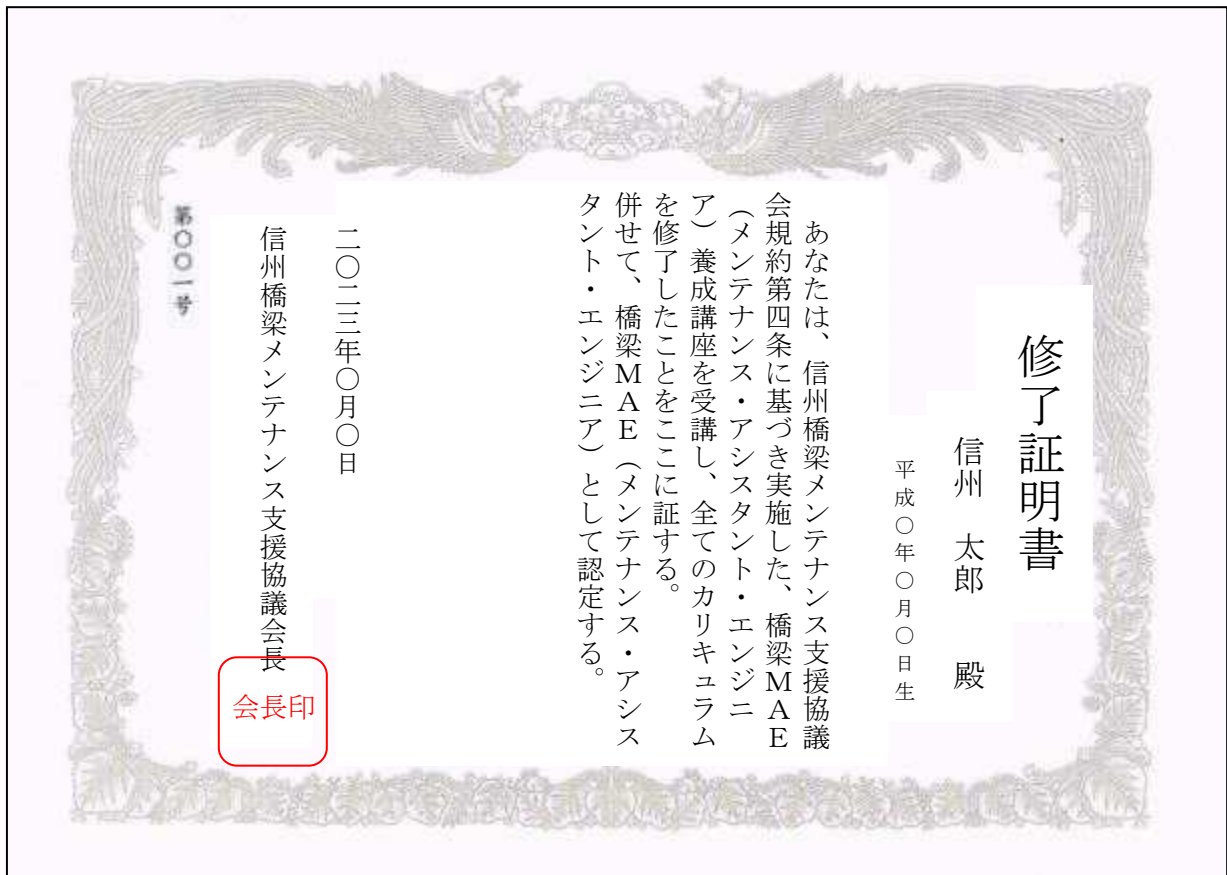 修了証明書
信州　太郎　　殿
平成〇年〇月〇日生
あなたは、信州橋梁メンテナンス支援協議
会規約第四条に基づき実施した、橋梁ＭＡＥ
（メンテナンス・アシスタント・エンジニ
ア）養成講座を受講し、全てのカリキュラム
を修了したことをここに証する。
併せて、橋梁ＭＡＥ（メンテナンス・アシス
タント・エンジニア）として認定する。
二〇二三年〇月〇日
信州橋梁メンテナンス支援協議会長
会長印
第〇〇一号